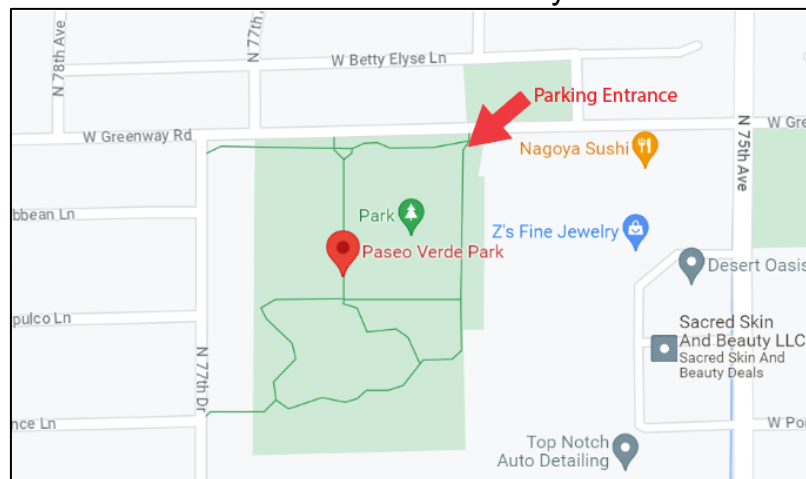 N 78th Ave
N 77th
W Betty Elyse Ln
Parking Entrance
N 75th Ave
W Greenway Rd
W Gre
Nagoya Sushi
bbean Ln
Park
Z's Fine Jewelry
Paseo Verde Park
Desert Oasis
pulco Ln
Sacred Skin
And Beauty LLC
Sacred Skin And
Beauty Deals
N 77th Dr
nce Ln
W Po
Top Notch
Auto Detailing